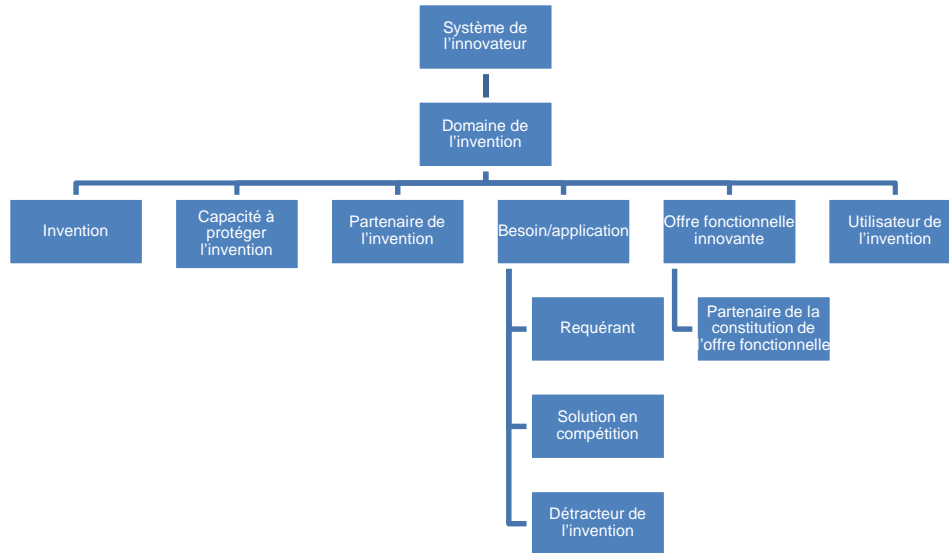 Système de
l'innovateur
Domaine de
l'invention
Invention
Capacité à
protéger
l'invention
Partenaire de
l'invention
Besoin/application
Offre fonctionnelle
innovante
Utilisateur de
l'invention
Requérant
Partenaire de la
constitution de
l'offre fonctionnelle
Solution en
compétition
Détracteur de
l'invention